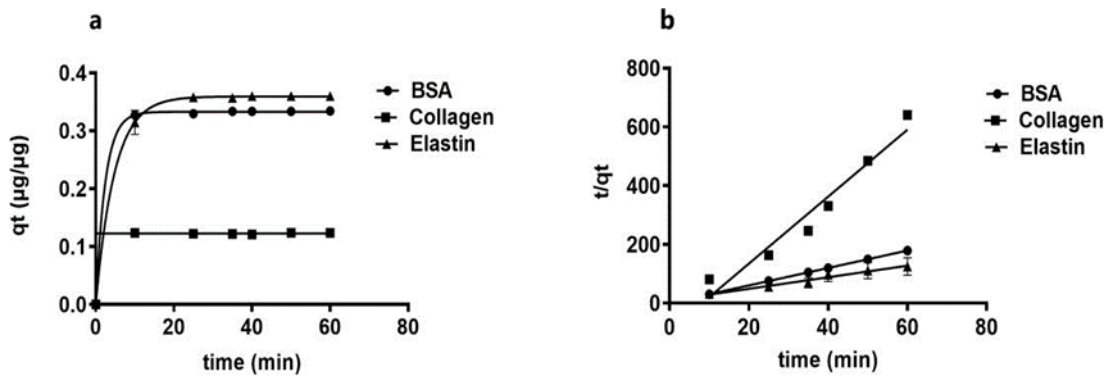 a
0.4
0.3
0.2
0.1
0.0
qt (µg/µg)
0 20 40 60 80
time (min)
BSA
Collagen
Elastin
b
800
600
400
200
0
t/qt
0 20 40 60 80
time (min)
BSA
Collagen
Elastin